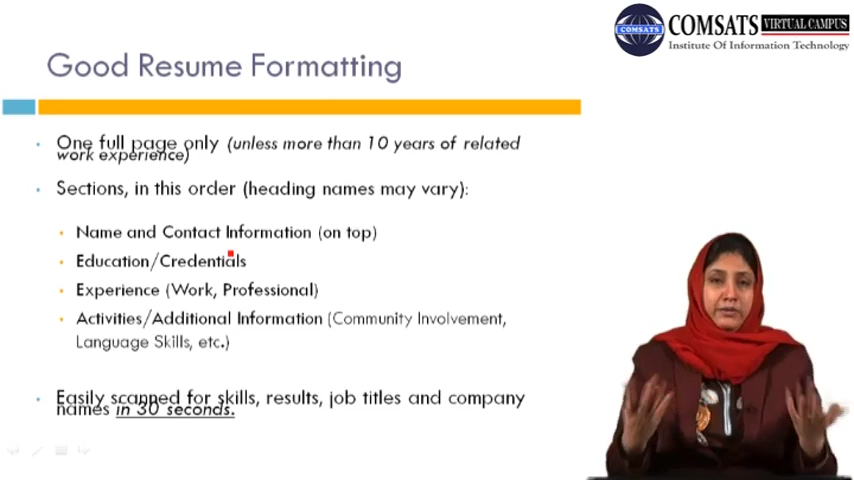 COMSATS VIRTUAL CAMPUS
Institute Of Information Technology
COMSATS
Good Resume Formatting
One full page only (unless more than 10 years of related
work experience)
Sections, in this order (heading names may vary):
Name and Contact Information (on top)
Education/Credentials
Experience (Work, Professional)
Activities/Additional Information (Community Involvement,
Language Skills, etc.)
Easily scanned for skills, results, job titles and company
names in 30 seconds.